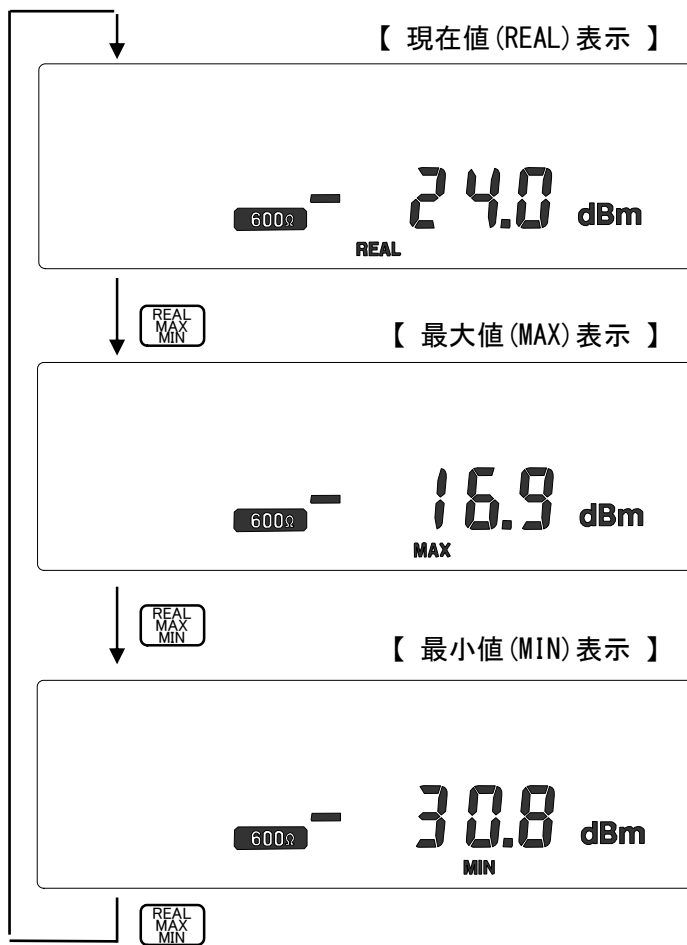 【 現在値(REAL)表示 】
600Ω － 24.0 dBm
REAL
REAL
MAX
MIN
【 最大値(MAX)表示 】
600Ω － 16.9 dBm
MAX
REAL
MAX
MIN
【 最小値(MIN)表示 】
600Ω － 30.8 dBm
MIN
REAL
MAX
MIN